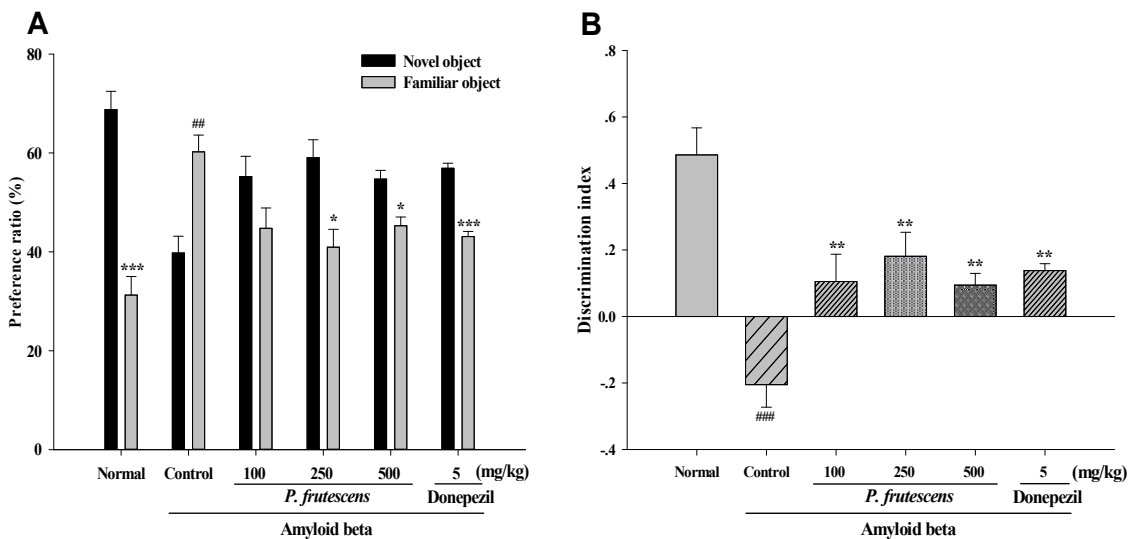 A
Preference ratio (%)
80
60
40
20
0
Novel object
Familiar object
***
##
*
*
***
Normal Control 100 250 500 5 (mg/kg)
P. frutescens Donepezil
Amyloid beta
B
Discrimination index
.8
.6
.4
.2
0.0
-.2
-.4
###
**
**
**
**
Normal Control 100 250 500 5 (mg/kg)
P. frutescens Donepezil
Amyloid beta